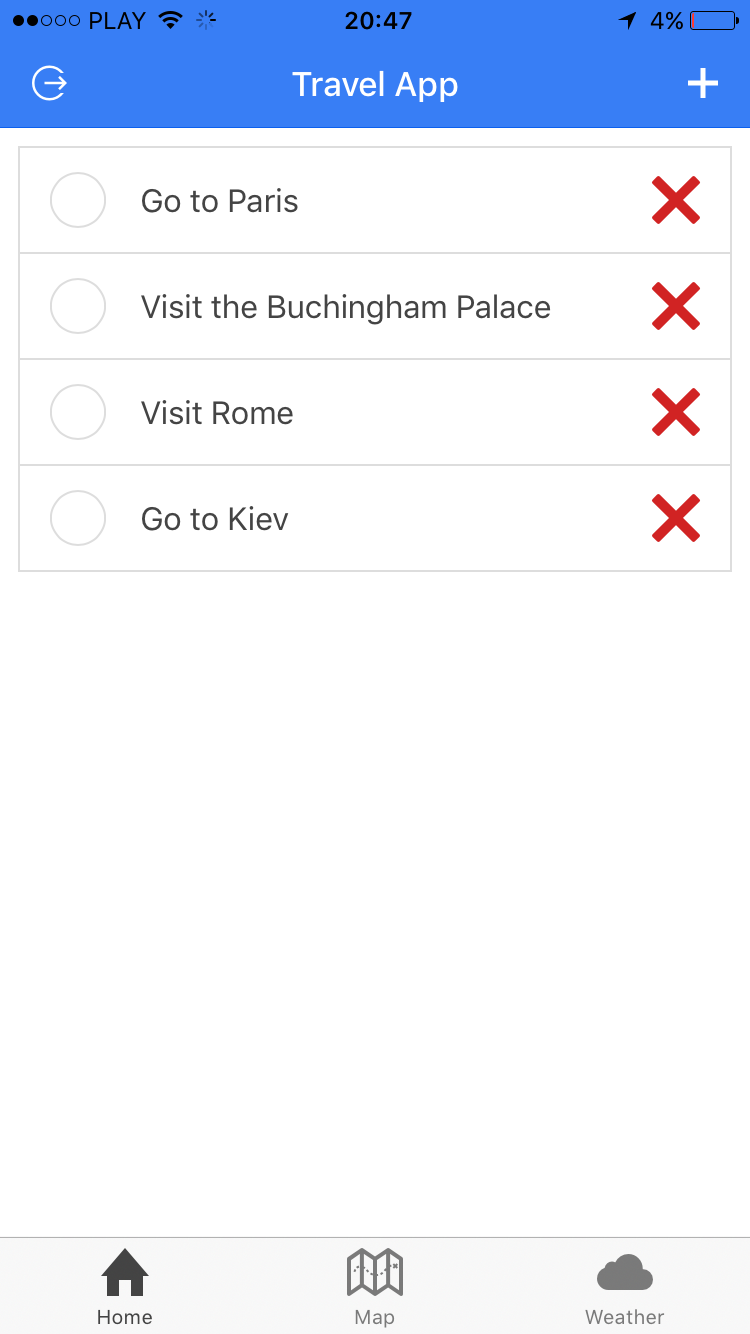 PLAY 20:47 4%
Travel App
Go to Paris
Visit the Buchingham Palace
Visit Rome
Go to Kiev
Home Map Weather